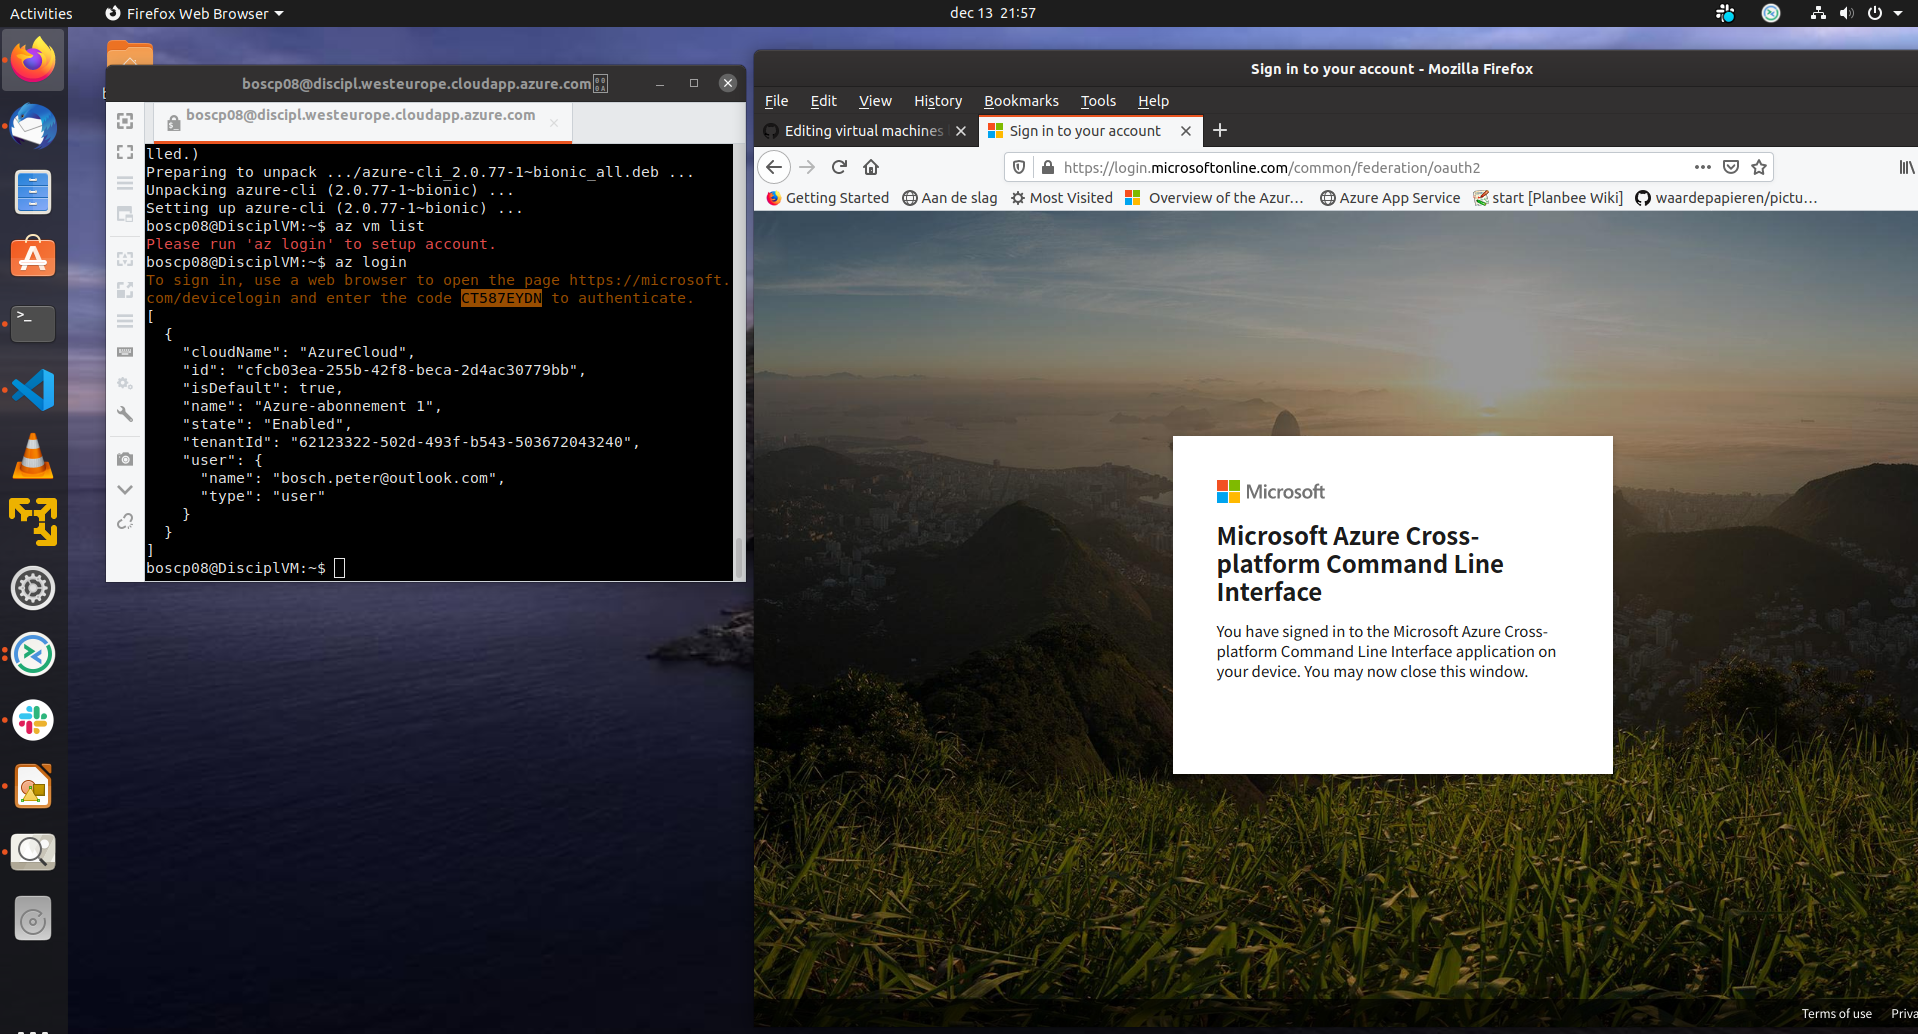 Activities
Firefox Web Browser
dec 13 21:57
boscp08@discipl.westeurope.cloudapp.azure.com
boscp08@discipl.westeurope.cloudapp.azure.com
lled.)
Preparing to unpack .../azure-cli_2.0.77-1~bionic_all.deb ...
Unpacking azure-cli (2.0.77-1~bionic) ...
Setting up azure-cli (2.0.77-1~bionic) ...
boscp08@DisciplVM:~$ az vm list
Please run 'az login' to setup account.
boscp08@DisciplVM:~$ az login
To sign in, use a web browser to open the page https://microsoft.
com/devicelogin and enter the code CT587EYDN to authenticate.
[
{
"cloudName": "AzureCloud",
"id": "cfcb03ea-255b-42f8-beca-2d4ac30779bb",
"isDefault": true,
"name": "Azure-abonnement 1",
"state": "Enabled",
"tenantId": "62123322-502d-493f-b543-503672043240",
"user": {
"name": "bosch.peter@outlook.com",
"type": "user"
}
}
]
boscp08@DisciplVM:~$
Sign in to your account - Mozilla Firefox
File Edit View History Bookmarks Tools Help
Editing virtual machines
Sign in to your account
https://login.microsoftonline.com/common/federation/oauth2
Getting Started Aan de slag Most Visited Overview of the Azur... Azure App Service start [Planbee Wiki] waardepapieren/pictu...
Microsoft
Microsoft Azure Cross-
platform Command Line
Interface
You have signed in to the Microsoft Azure Cross-
platform Command Line Interface application on
your device. You may now close this window.
Terms of use Priva